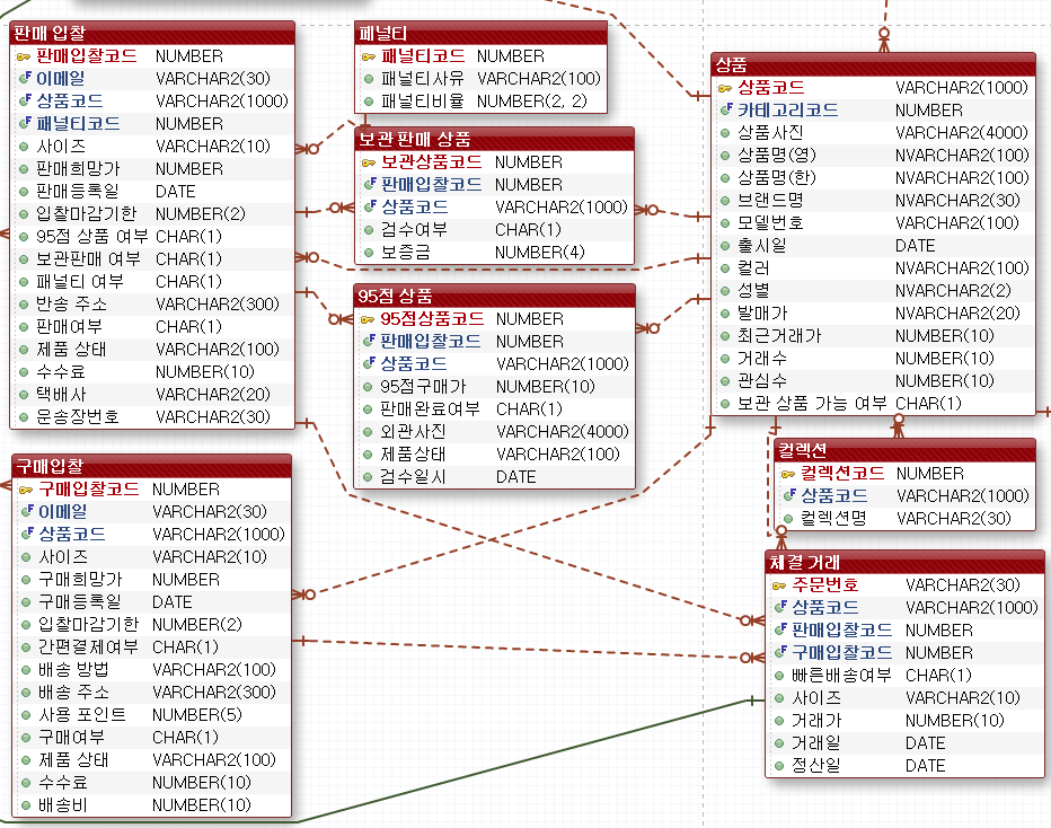 판매 입찰
판매입찰코드 NUMBER
이메일 VARCHAR2(30)
상품코드 VARCHAR2(1000)
패널티코드 NUMBER
사이즈 VARCHAR2(10)
판매희망가 NUMBER
판매등록일 DATE
입찰마감기한 NUMBER(2)
95점 상품 여부 CHAR(1)
보관판매 여부 CHAR(1)
패널티 여부 CHAR(1)
반송 주소 VARCHAR2(300)
판매여부 CHAR(1)
제품 상태 VARCHAR2(100)
수수료 NUMBER(10)
택배사 VARCHAR2(20)
운송장번호 VARCHAR2(30)
패널티
패널티코드 NUMBER
패널티사유 VARCHAR2(100)
패널티비율 NUMBER(2, 2)
보관 판매 상품
보관상품코드 NUMBER
판매입찰코드 NUMBER
상품코드 VARCHAR2(1000)
검수여부 CHAR(1)
보증금 NUMBER(4)
95점 상품
95점상품코드 NUMBER
판매입찰코드 NUMBER
상품코드 VARCHAR2(1000)
95점구매가 NUMBER(10)
판매완료여부 CHAR(1)
외관사진 VARCHAR2(4000)
제품상태 VARCHAR2(100)
검수일시 DATE
상품
상품코드 VARCHAR2(1000)
카테고리코드 NUMBER
상품사진 VARCHAR2(4000)
상품명(영) NVARCHAR2(100)
상품명(한) NVARCHAR2(100)
브랜드명 NVARCHAR2(30)
모델번호 VARCHAR2(100)
출시일 DATE
컬러 NVARCHAR2(100)
성별 NVARCHAR2(2)
발매가 NVARCHAR2(20)
최근거래가 NUMBER(10)
거래수 NUMBER(10)
관심수 NUMBER(10)
보관 상품 가능 여부 CHAR(1)
구매입찰
구매입찰코드 NUMBER
이메일 VARCHAR2(30)
상품코드 VARCHAR2(1000)
사이즈 VARCHAR2(10)
구매희망가 NUMBER
구매등록일 DATE
입찰마감기한 NUMBER(2)
간편결제여부 CHAR(1)
배송 방법 VARCHAR2(100)
배송 주소 VARCHAR2(300)
사용 포인트 NUMBER(5)
구매여부 CHAR(1)
제품 상태 VARCHAR2(100)
수수료 NUMBER(10)
배송비 NUMBER(10)
컬렉션
컬렉션코드 NUMBER
상품코드 VARCHAR2(1000)
컬렉션명 VARCHAR2(30)
체결 거래
주문번호 VARCHAR2(30)
상품코드 VARCHAR2(1000)
판매입찰코드 NUMBER
구매입찰코드 NUMBER
빠른배송여부 CHAR(1)
사이즈 VARCHAR2(10)
거래가 NUMBER(10)
거래일 DATE
정산일 DATE